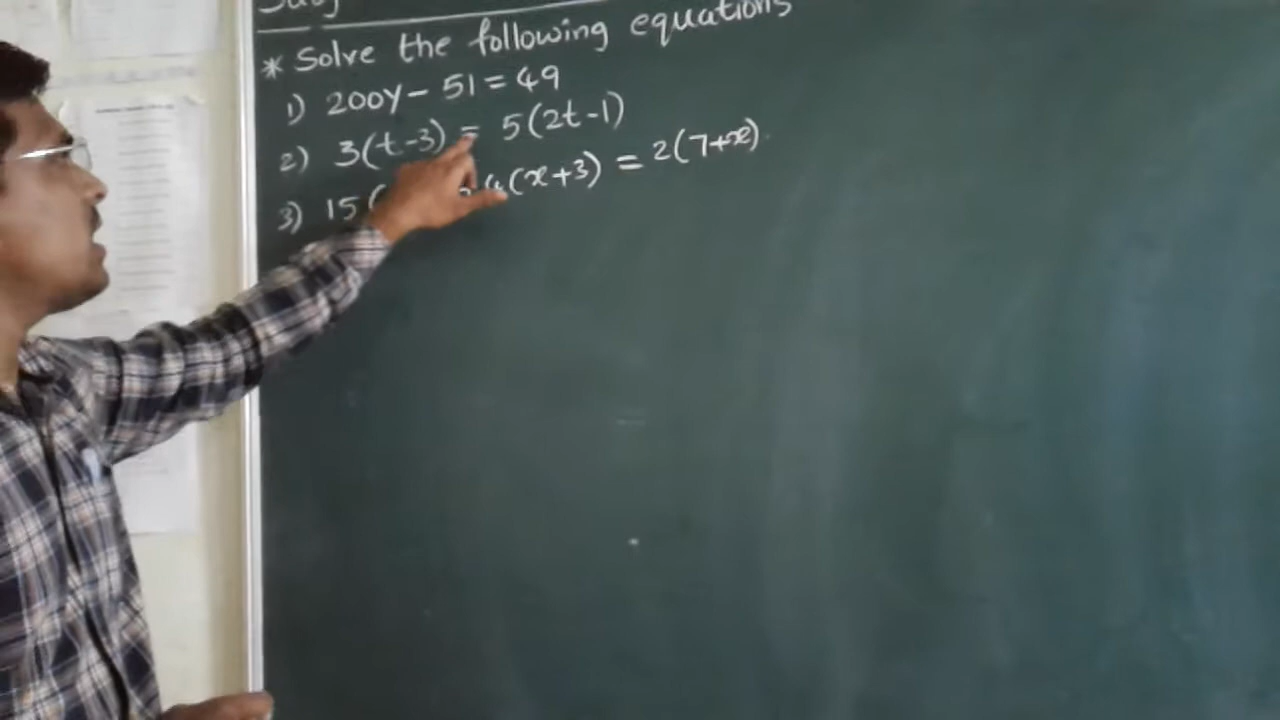 * Solve the following equations
1) 200y - 51 = 49
2) 3(t-3) = 5(2t-1)
3) 15( (x+3) = 2(7+x)